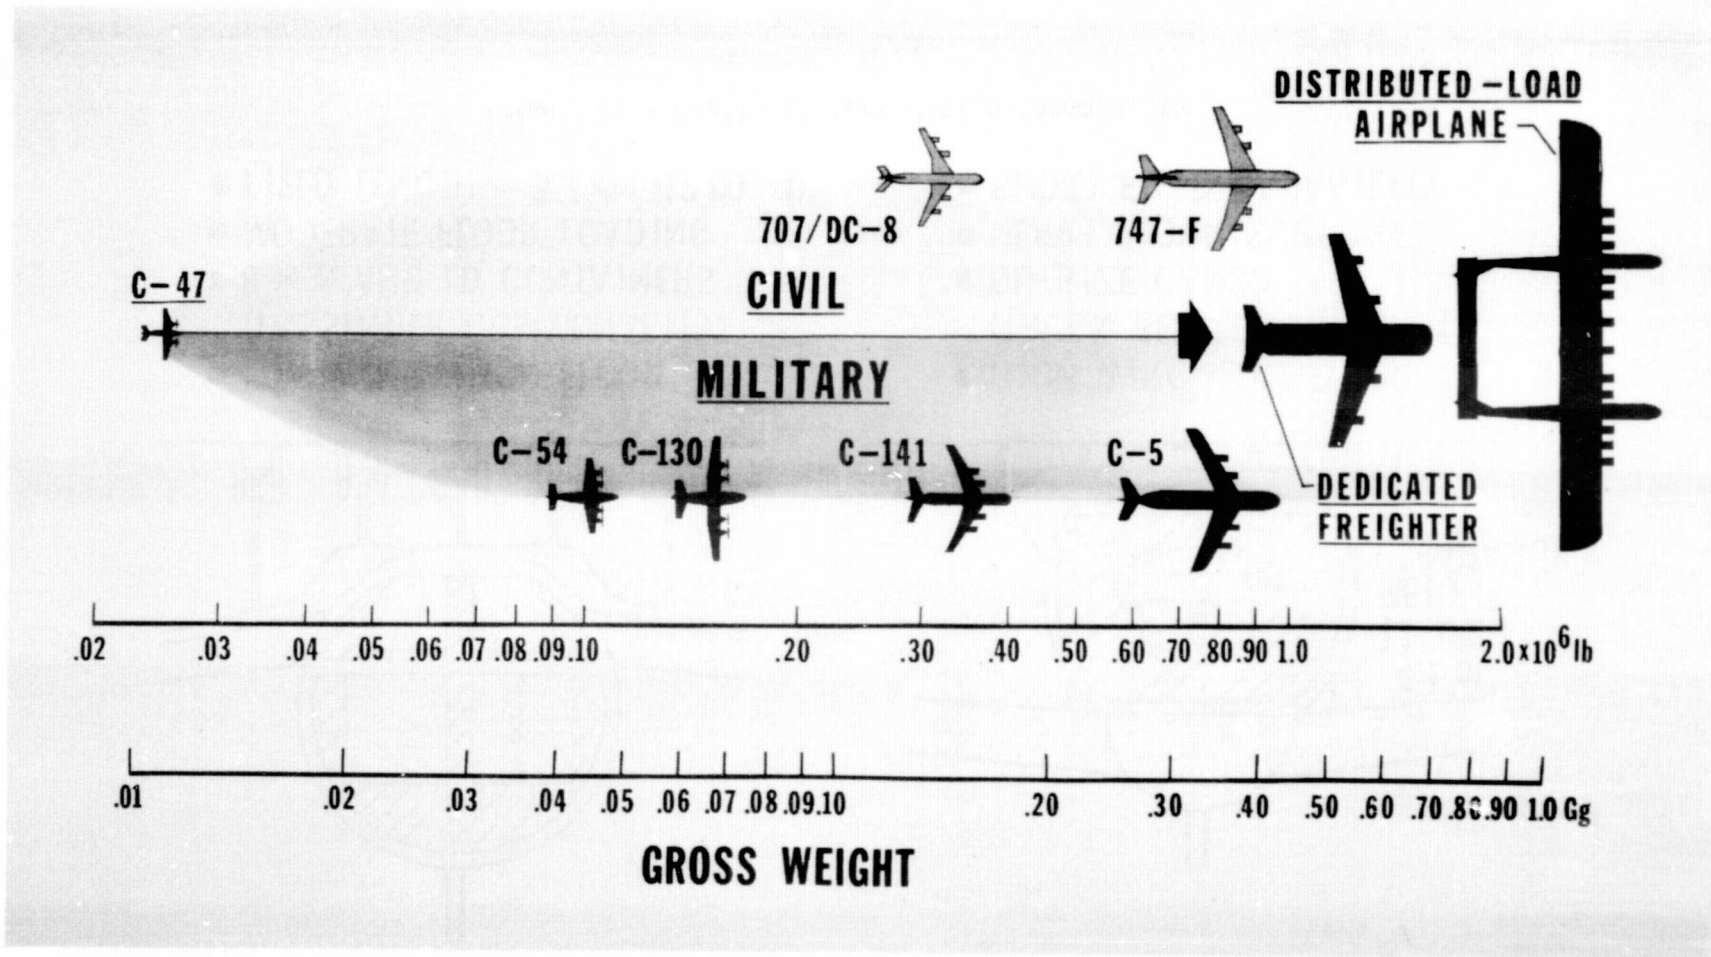 DISTRIBUTED-LOAD
AIRPLANE
707/DC-8
747-F
C-47
CIVIL
MILITARY
C-54
C-130
C-141
C-5
DEDICATED
FREIGHTER
.02 .03 .04 .05 .06 .07 .08 .09 .10 .20 .30 .40 .50 .60 .70 .80 .90 1.0 2.0x10⁶ lb
.01 .02 .03 .04 .05 .06 .07 .08 .09 .10 .20 .30 .40 .50 .60 .70 .80 .90 1.0 Gg
GROSS WEIGHT